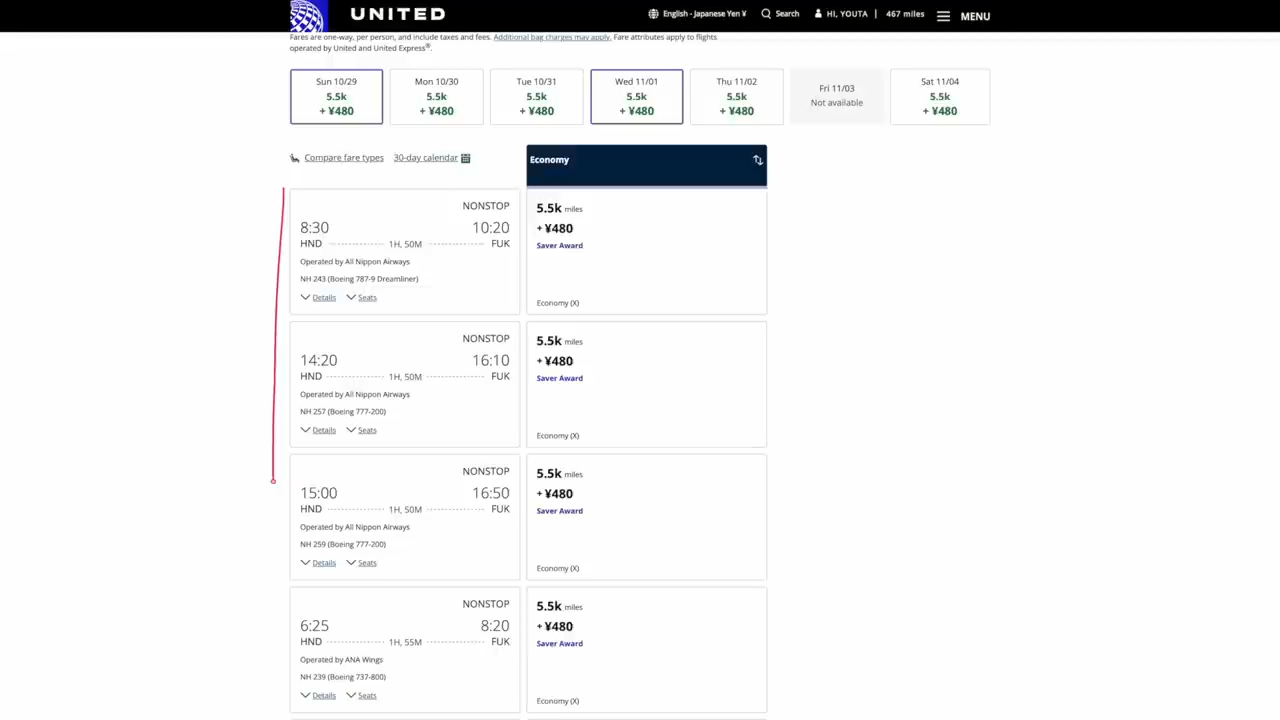 UNITED
English - Japanese Yen ¥
Search
HI, YOUTA
467 miles
MENU
Fares are one-way, per person, and include taxes and fees. Additional bag charges may apply. Fare attributes apply to flights
operated by United and United Express®.
Sun 10/29
5.5k
+ ¥480
Mon 10/30
5.5k
+ ¥480
Tue 10/31
5.5k
+ ¥480
Wed 11/01
5.5k
+ ¥480
Thu 11/02
5.5k
+ ¥480
Fri 11/03
Not available
Sat 11/04
5.5k
+ ¥480
Compare fare types
30-day calendar
Economy
NONSTOP
8:30 10:20
HND 1H, 50M FUK
Operated by All Nippon Airways
NH 243 (Boeing 787-9 Dreamliner)
Details Seats
5.5k miles
+ ¥480
Saver Award
Economy (X)
NONSTOP
14:20 16:10
HND 1H, 50M FUK
Operated by All Nippon Airways
NH 257 (Boeing 777-200)
Details Seats
5.5k miles
+ ¥480
Saver Award
Economy (X)
NONSTOP
15:00 16:50
HND 1H, 50M FUK
Operated by All Nippon Airways
NH 259 (Boeing 777-200)
Details Seats
5.5k miles
+ ¥480
Saver Award
Economy (X)
NONSTOP
6:25 8:20
HND 1H, 55M FUK
Operated by ANA Wings
NH 239 (Boeing 737-800)
Details Seats
5.5k miles
+ ¥480
Saver Award
Economy (X)